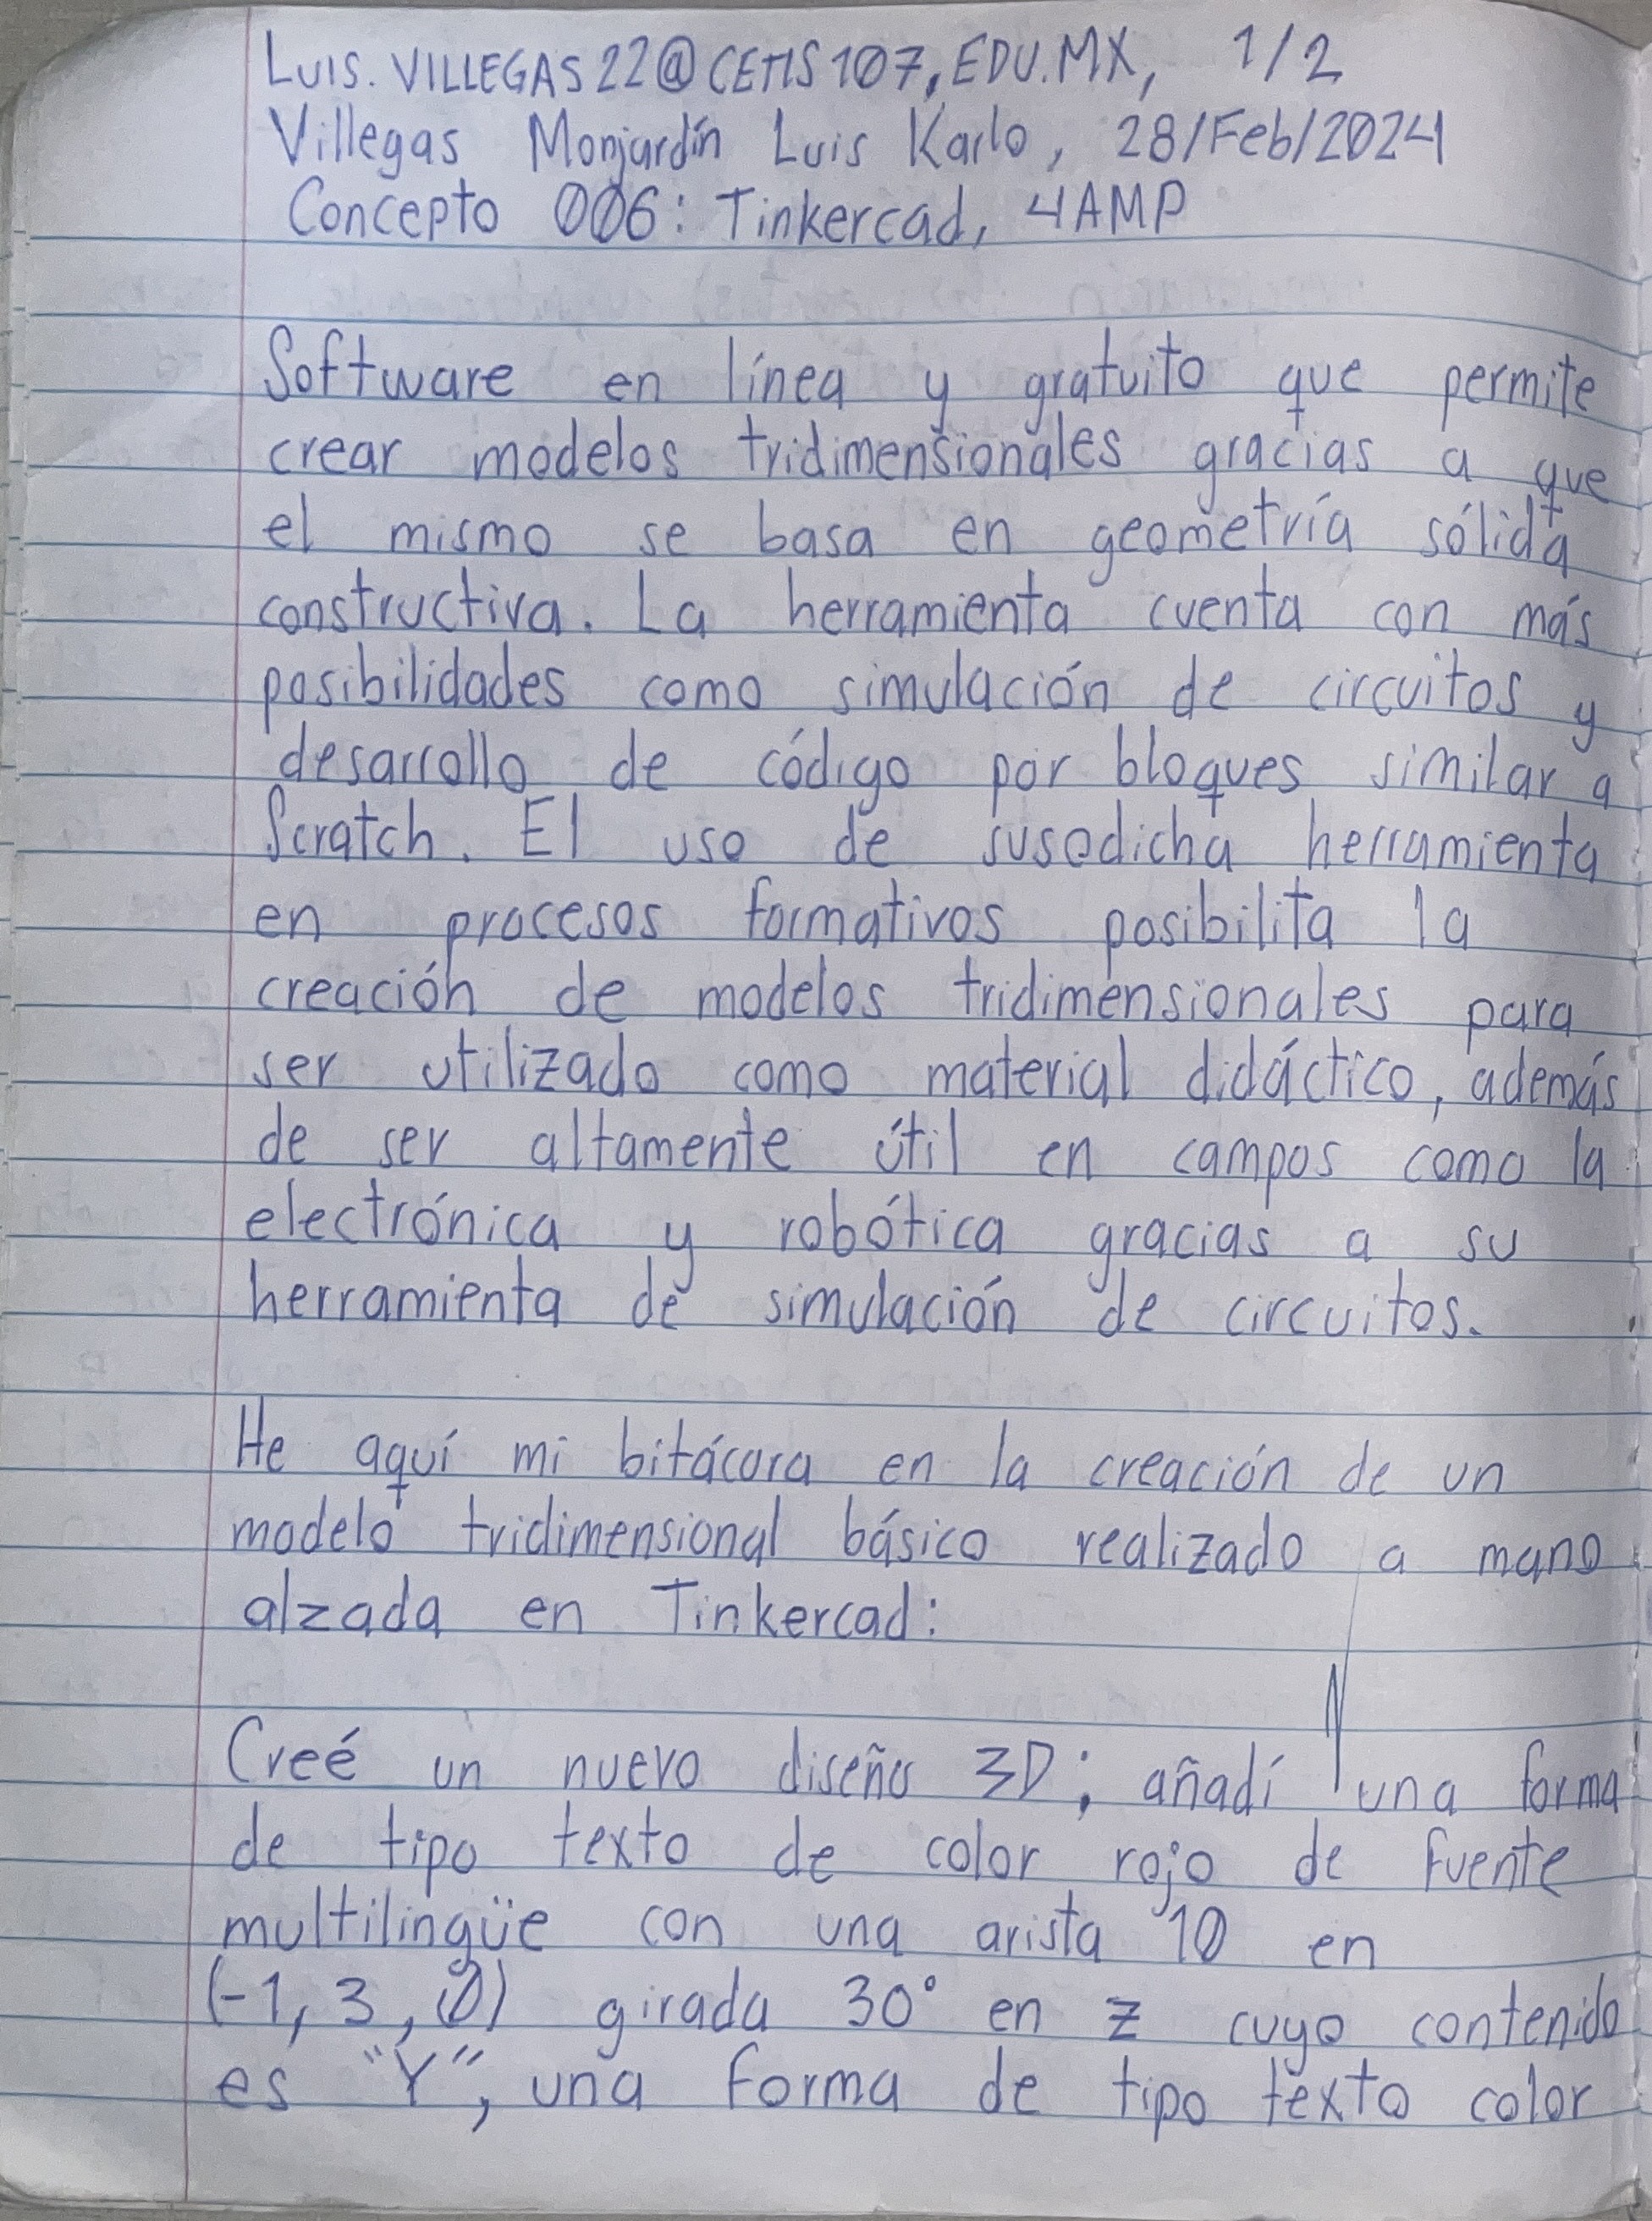 LUIS.VILLEGAS22@CETIS107.EDU.MX, 1/2
Villegas Monjardín Luis Karlo, 28/Feb/2024
Concepto 006: Tinkercad, 4AMP
Software en línea y gratuito que permite
crear modelos tridimensionales gracias a que
el mismo se basa en geometría sólida
constructiva. La herramienta cuenta con más
posibilidades como simulación de circuitos y
desarrollo de código por bloques similar a
Scratch. El uso de susodicha herramienta
en procesos formativos posibilita la
creación de modelos tridimensionales para
ser utilizado como material didáctico, además
de ser altamente útil en campos como la
electrónica y robótica gracias a su
herramienta de simulación de circuitos.
He aquí mi bitácora en la creación de un
modelo tridimensional básico realizado a mano
alzada en Tinkercad:
Creé un nuevo diseño 3D; añadí una forma
de tipo texto de color rojo de fuente
multilingüe con una arista 10 en
(-1, 3, 0) girada 30° en z cuyo contenido
es "Y", una forma de tipo texto color